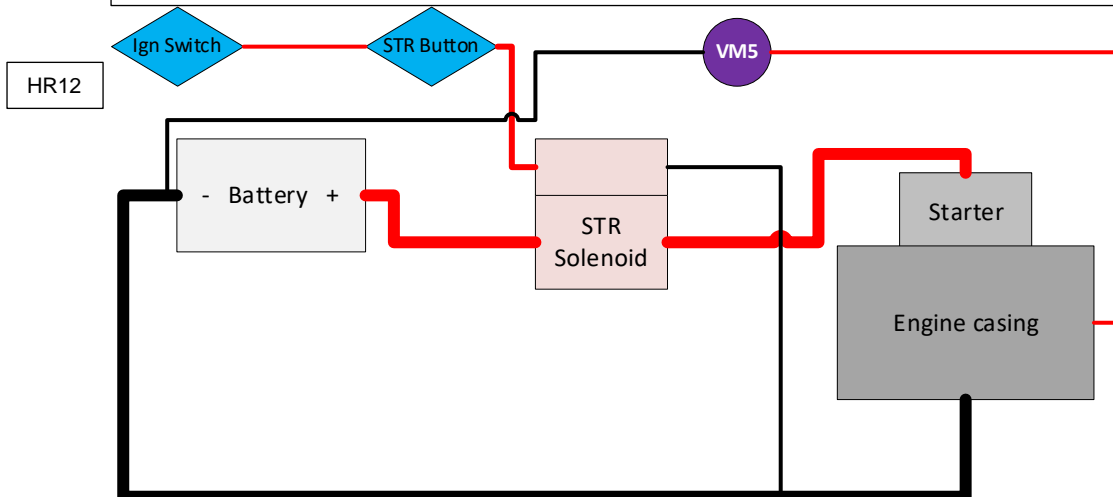 Ign Switch
STR Button
VM5
HR12
- Battery +
STR
Solenoid
Starter
Engine casing